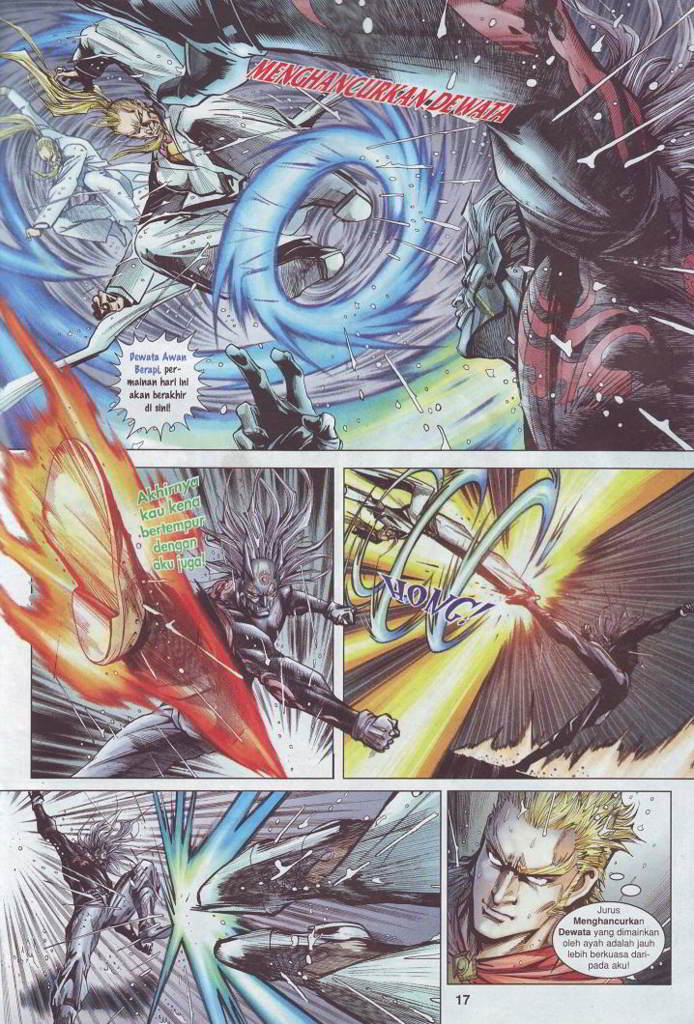 MENGHANCURKAN DEWATA
Dewata Awan
Berapi, per-
mainan hari ini
akan berakhir
di sini!
Akhirnya
kau kena
bertempur
dengan
aku juga!
HONG!
Jurus
Menghancurkan
Dewata yang dimainkan
oleh ayah adalah jauh
lebih berkuasa dari-
pada aku!
17